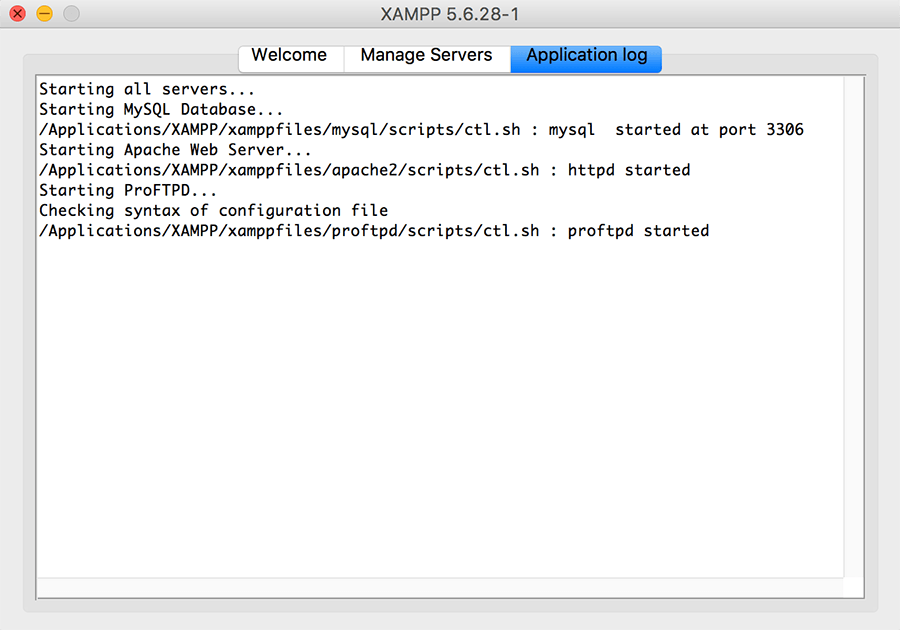 XAMPP 5.6.28-1
Welcome
Manage Servers
Application log
Starting all servers...
Starting MySQL Database...
/Applications/XAMPP/xamppfiles/mysql/scripts/ctl.sh : mysql  started at port 3306
Starting Apache Web Server...
/Applications/XAMPP/xamppfiles/apache2/scripts/ctl.sh : httpd started
Starting ProFTPD...
Checking syntax of configuration file
/Applications/XAMPP/xamppfiles/proftpd/scripts/ctl.sh : proftpd started